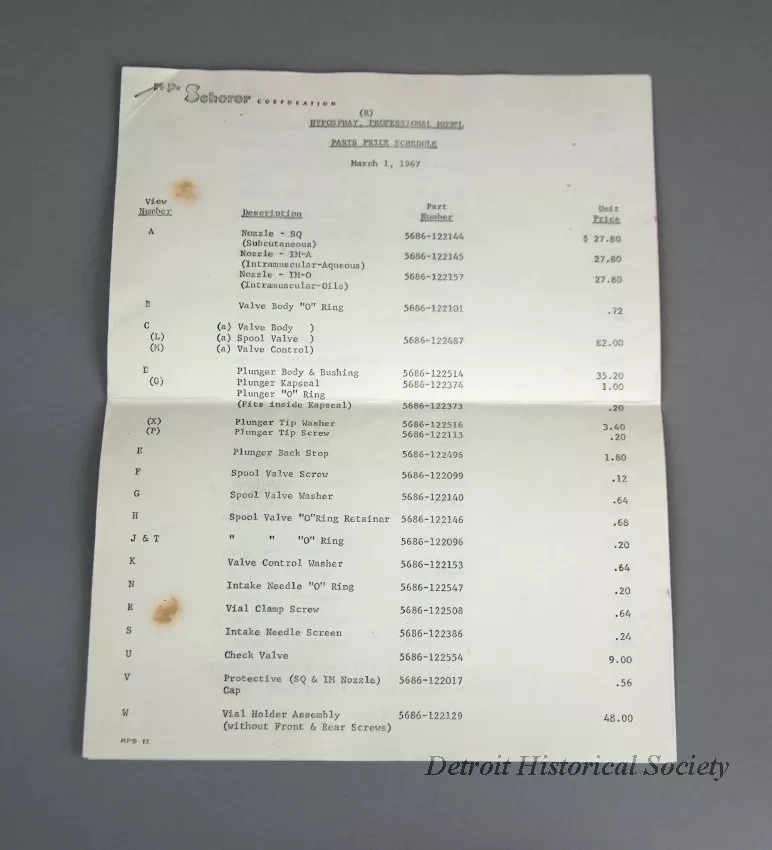 R. P. Scherer CORPORATION
(R)
HYPOSPRAY, PROFESSIONAL MODEL
PARTS PRICE SCHEDULE
March 1, 1967
View Number Description Part Number Unit Price
A Nozzle - SQ 5686-122144 $ 27.80
(Subcutaneous)
Nozzle - IM-A 5686-122145 27.80
(Intramuscular-Aqueous)
Nozzle - IM-O 5686-122157 27.80
(Intramuscular-Oils)
B Valve Body "O" Ring 5686-122101 .72
C (a) Valve Body )
(L) (a) Spool Valve ) 5686-122487 82.00
(M) (a) Valve Control)
Plunger Body & Bushing 5686-122514 35.20
Plunger Kapseal 5686-122374 1.00
Plunger "O" Ring
(Fits inside Kapseal) 5686-122373 .20
(X) Plunger Tip Washer 5686-122516 3.40
(P) Plunger Tip Screw 5686-122113 .20
E Plunger Back Stop 5686-122496 1.80
F Spool Valve Screw 5686-122099 .12
G Spool Valve Washer 5686-122140 .64
H Spool Valve "O"Ring Retainer 5686-122146 .68
J & T " " "O" Ring 5686-122096 .20
K Valve Control Washer 5686-122153 .64
N Intake Needle "O" Ring 5686-122547 .20
R Vial Clamp Screw 5686-122508 .64
S Intake Needle Screen 5686-122386 .24
U Check Valve 5686-122554 9.00
V Protective (SQ & IM Nozzle) 5686-122017 .56
Cap
W Vial Holder Assembly 5686-122129 48.00
(without Front & Rear Screws)
HPS 12
Detroit Historical Society